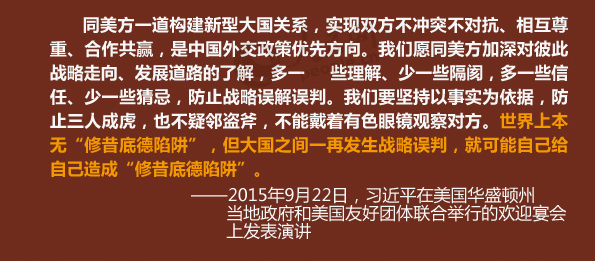 同美方一道构建新型大国关系，实现双方不冲突不对抗、相互尊
重、合作共赢，是中国外交政策优先方向。我们愿同美方加深对彼此
战略走向、发展道路的了解，多一 些理解、少一些隔阂，多一些信
任、少一些猜忌，防止战略误解误判。我们要坚持以事实为依据，防
止三人成虎，也不疑邻盗斧，不能戴着有色眼镜观察对方。世界上本
无“修昔底德陷阱”，但大国之间一再发生战略误判，就可能自己给
自己造成“修昔底德陷阱”。
——2015年9月22日，习近平在美国华盛顿州
当地政府和美国友好团体联合举行的欢迎宴会
上发表演讲